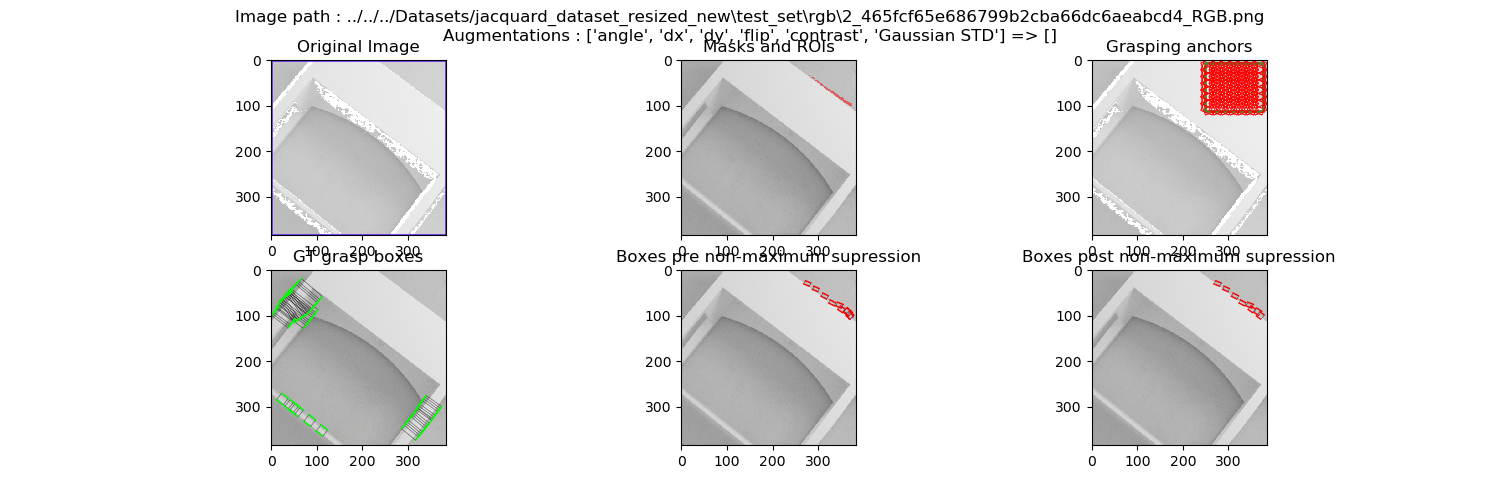 Image path : ../../../Datasets/jacquard_dataset_resized_new\test_set\rgb\2_465fcf65e686799b2cba66dc6aeabcd4_RGB.png
Augmentations : ['angle', 'dx', 'dy', 'flip', 'contrast', 'Gaussian STD'] => []
Original Image
Masks and ROIs
Grasping anchors
0
100
200
300
0 100 200 300
0
100
200
300
0 100 200 300
0
100
200
300
0 100 200 300
GT grasp boxes
Boxes pre non-maximum supression
Boxes post non-maximum supression
0
100
200
300
0 100 200 300
0
100
200
300
0 100 200 300
0
100
200
300
0 100 200 300